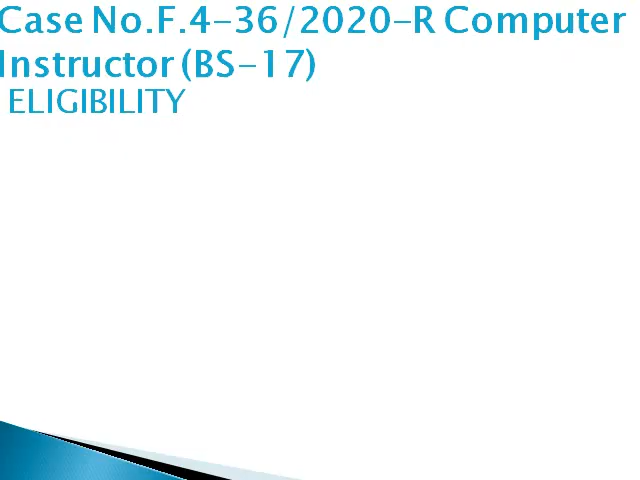 Case No.F.4-36/2020-R Computer
Instructor (BS-17)
ELIGIBILITY